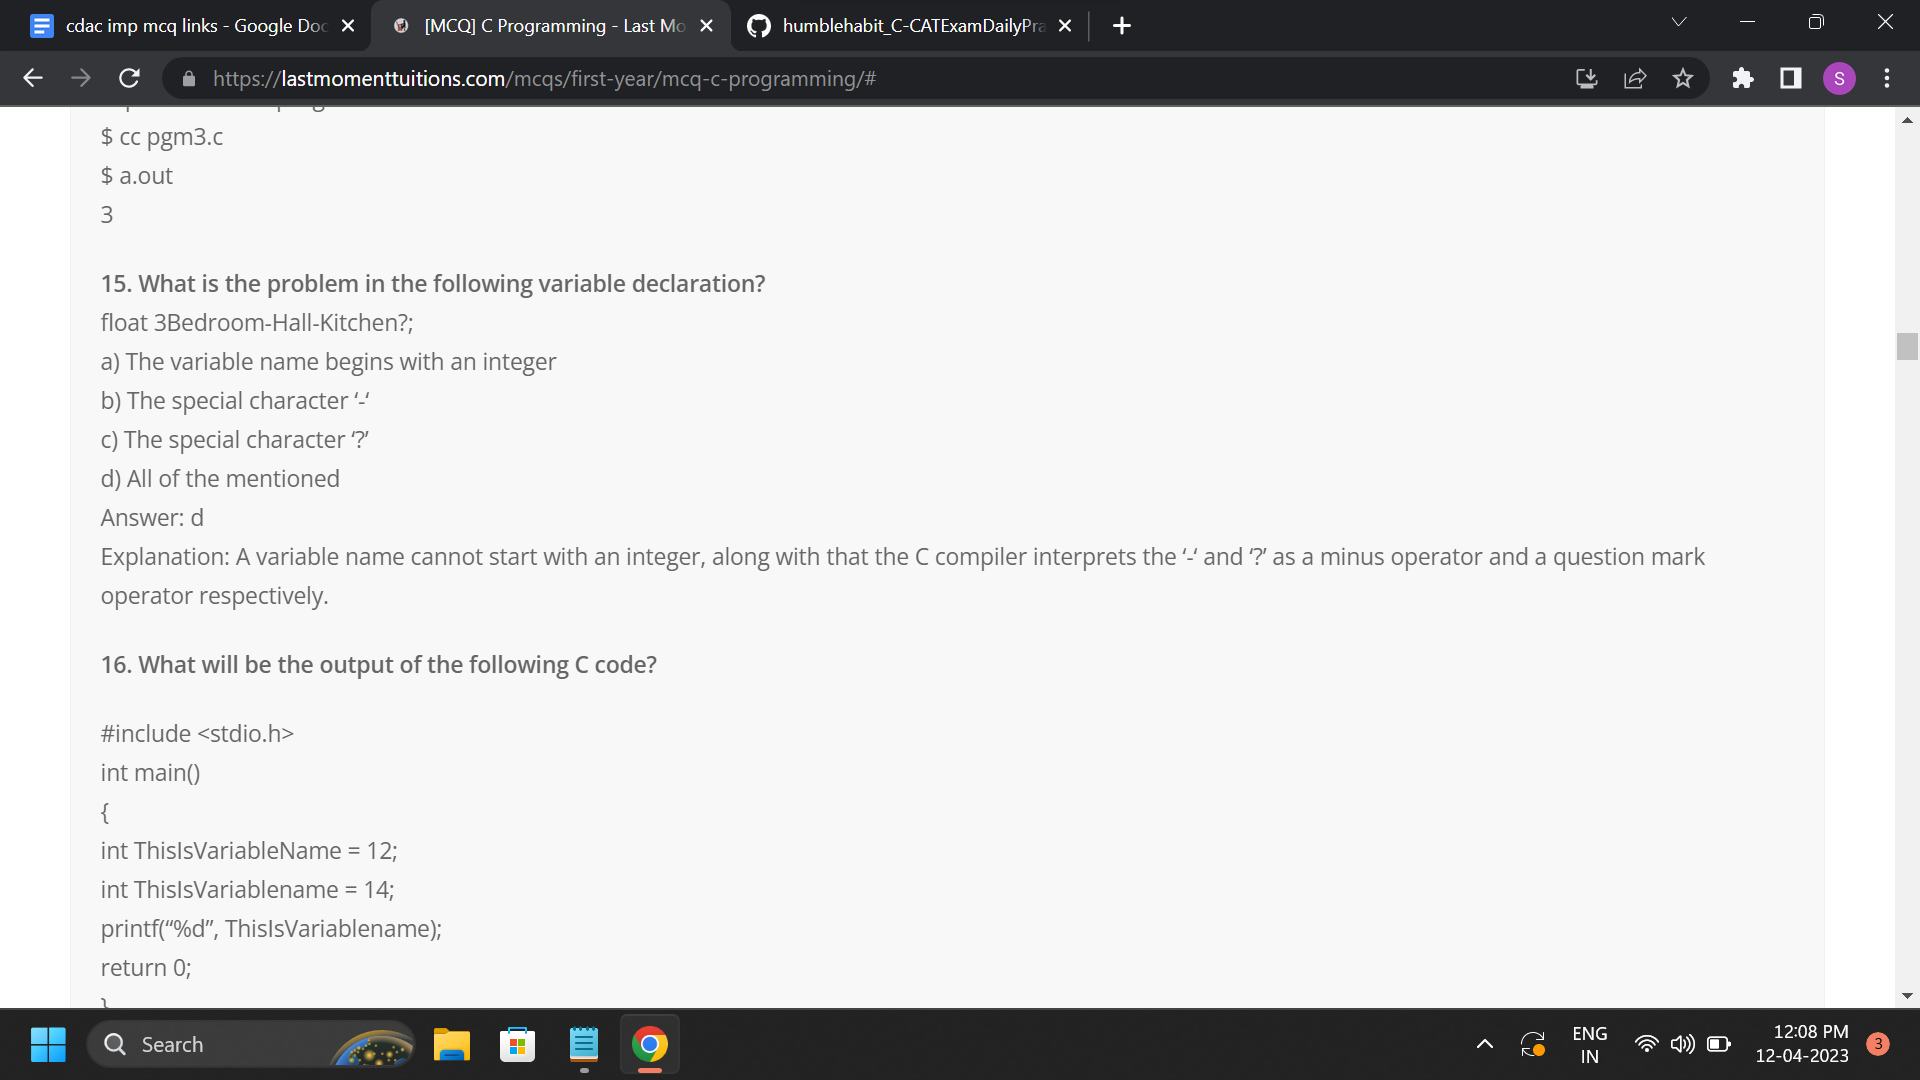 cdac imp mcq links - Google Doc
[MCQ] C Programming - Last Mo
humblehabit_C-CATExamDailyPra
https://lastmomenttuitions.com/mcqs/first-year/mcq-c-programming/#
S
$ cc pgm3.c
$ a.out
3
15. What is the problem in the following variable declaration?
float 3Bedroom-Hall-Kitchen?;
a) The variable name begins with an integer
b) The special character ‘-‘
c) The special character ‘?’
d) All of the mentioned
Answer: d
Explanation: A variable name cannot start with an integer, along with that the C compiler interprets the ‘-‘ and ‘?’ as a minus operator and a question mark
operator respectively.
16. What will be the output of the following C code?
#include <stdio.h>
int main()
{
int ThisIsVariableName = 12;
int ThisIsVariablename = 14;
printf(“%d”, ThisIsVariablename);
return 0;
}
Search
ENG
IN
12:08 PM
12-04-2023
3